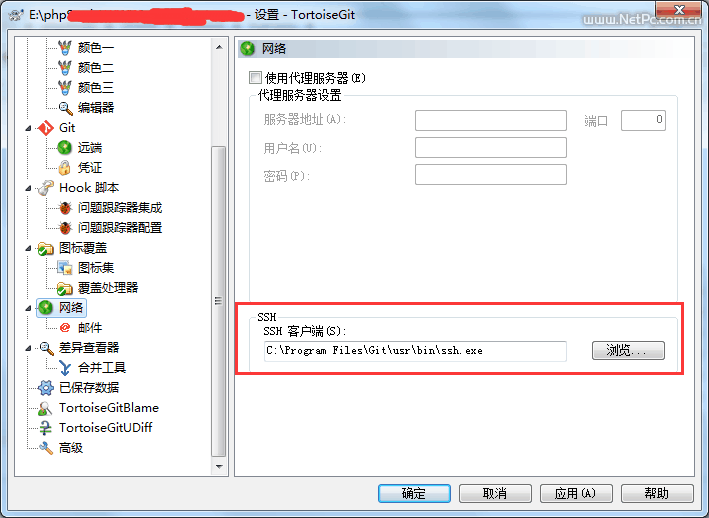 E:\php - 设置 - TortoiseGit
www.NetPc.com.cn
颜色一
颜色二
颜色三
编辑器
Git
远端
凭证
Hook 脚本
问题跟踪器集成
问题跟踪器配置
图标覆盖
图标集
覆盖处理器
网络
邮件
差异查看器
合并工具
已保存数据
TortoiseGitBlame
TortoiseGitUDiff
高级
网络
使用代理服务器(E)
代理服务器设置
服务器地址(A):
端口
0
用户名(U):
密码(P):
SSH
SSH 客户端(S):
C:\Program Files\Git\usr\bin\ssh.exe
浏览...
确定
取消
应用(A)
帮助